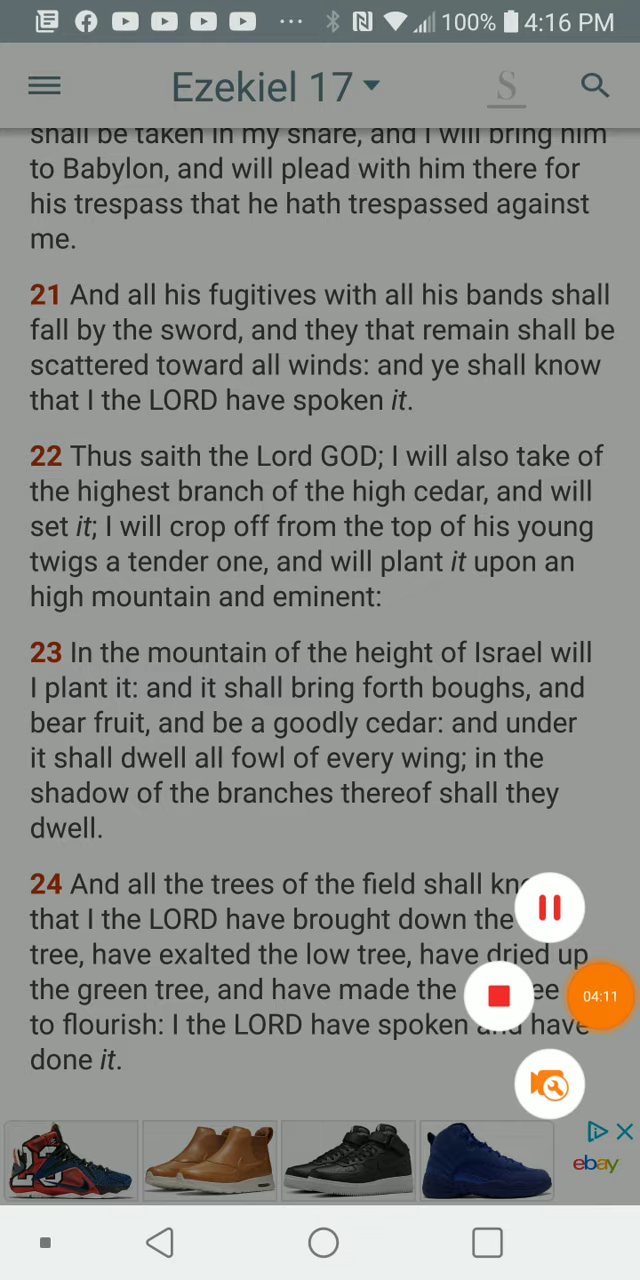 100% 4:16 PM
Ezekiel 17
S
shall be taken in my snare, and I will bring him
to Babylon, and will plead with him there for
his trespass that he hath trespassed against
me.
21 And all his fugitives with all his bands shall
fall by the sword, and they that remain shall be
scattered toward all winds: and ye shall know
that I the LORD have spoken it.
22 Thus saith the Lord GOD; I will also take of
the highest branch of the high cedar, and will
set it; I will crop off from the top of his young
twigs a tender one, and will plant it upon an
high mountain and eminent:
23 In the mountain of the height of Israel will
I plant it: and it shall bring forth boughs, and
bear fruit, and be a goodly cedar: and under
it shall dwell all fowl of every wing; in the
shadow of the branches thereof shall they
dwell.
24 And all the trees of the field shall
that I the LORD have brought down the
tree, have exalted the low tree, have dried up
the green tree, and have made the
to flourish: I the LORD have spoken and have
done it.
04:11
23
ebay